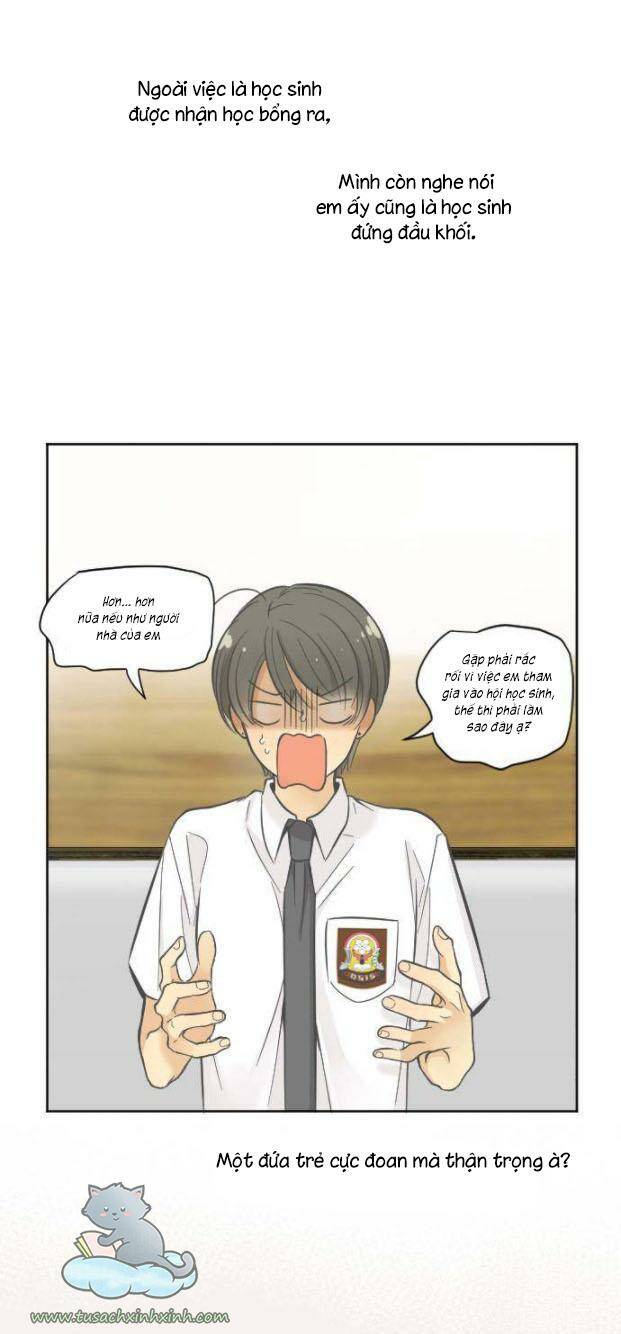 Ngoài việc là học sinh
được nhận học bổng ra,
Mình còn nghe nói
em ấy cũng là học sinh
đứng đầu khối.
Hơn... hơn
nữa nếu như người
nhà của em
Gặp phải rắc
rối vì việc em tham
gia vào hội học sinh,
thế thì phải làm
sao đây ạ?
OSIS
Một đứa trẻ cực đoan mà thận trọng à?
www.tusachxinhxinh.com